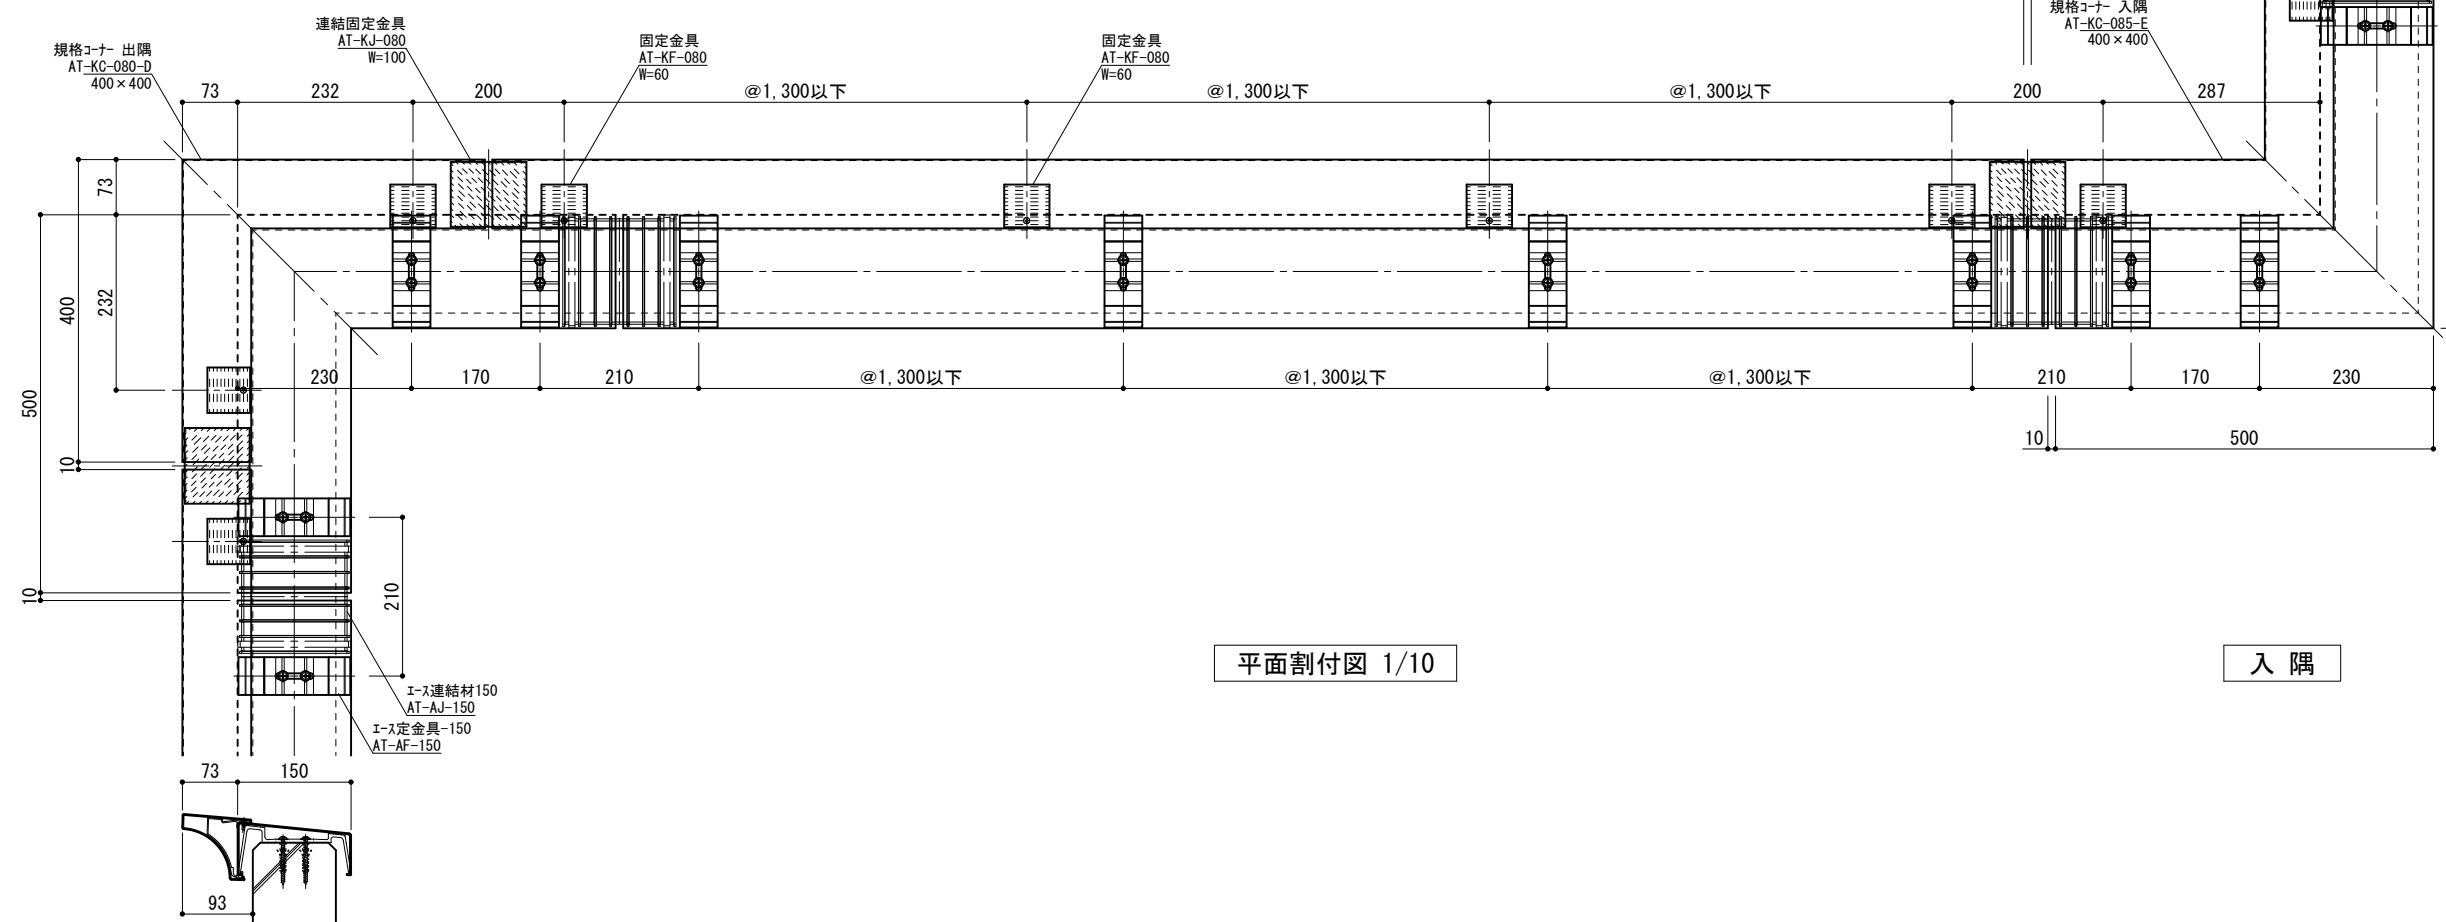 規格コーナー 出隅
AT-KC-080-D
400×400
連結固定金具
AT-KJ-080
W=100
固定金具
AT-KF-080
W=60
固定金具
AT-KF-080
W=60
規格コーナー 入隅
AT-KC-085-E
400×400
73
232
200
@1,300以下
@1,300以下
@1,300以下
200
287
73
232
400
10
500
10
230
170
210
@1,300以下
@1,300以下
@1,300以下
210
170
230
10
500
210
エース連結材150
AT-AJ-150
エース定金具-150
AT-AF-150
平面割付図 1/10
入 隅
73
150
93